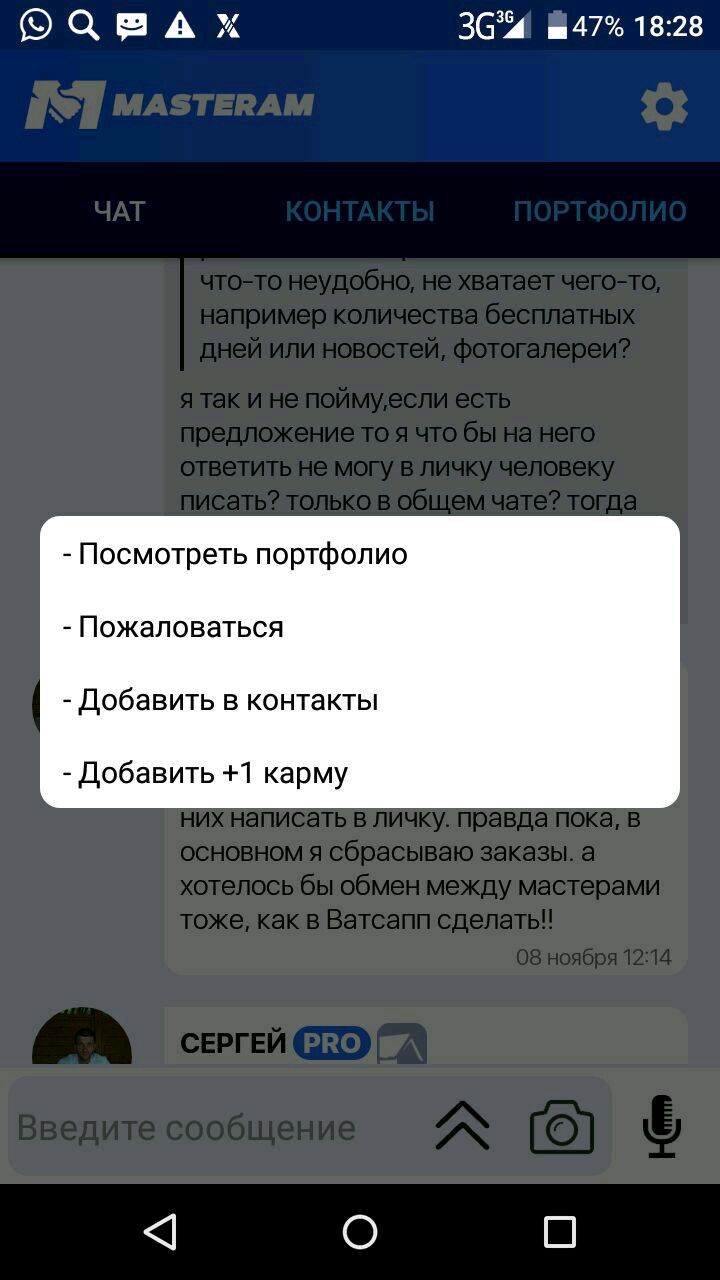 3G 3G 47% 18:28
MASTERAM
ЧАТ КОНТАКТЫ ПОРТФОЛИО
что-то неудобно, не хватает чего-то,
например количества бесплатных
дней или новостей, фотогалереи?
я так и не пойму,если есть
предложение то я что бы на него
ответить не могу в личку человеку
писать? только в общем чате? тогда
- Посмотреть портфолио
- Пожаловаться
- Добавить в контакты
- Добавить +1 карму
них написать в личку. правда пока, в
основном я сбрасываю заказы. а
хотелось бы обмен между мастерами
тоже, как в Ватсапп сделать!!
08 ноября 12:14
СЕРГЕЙ PRO
Введите сообщение